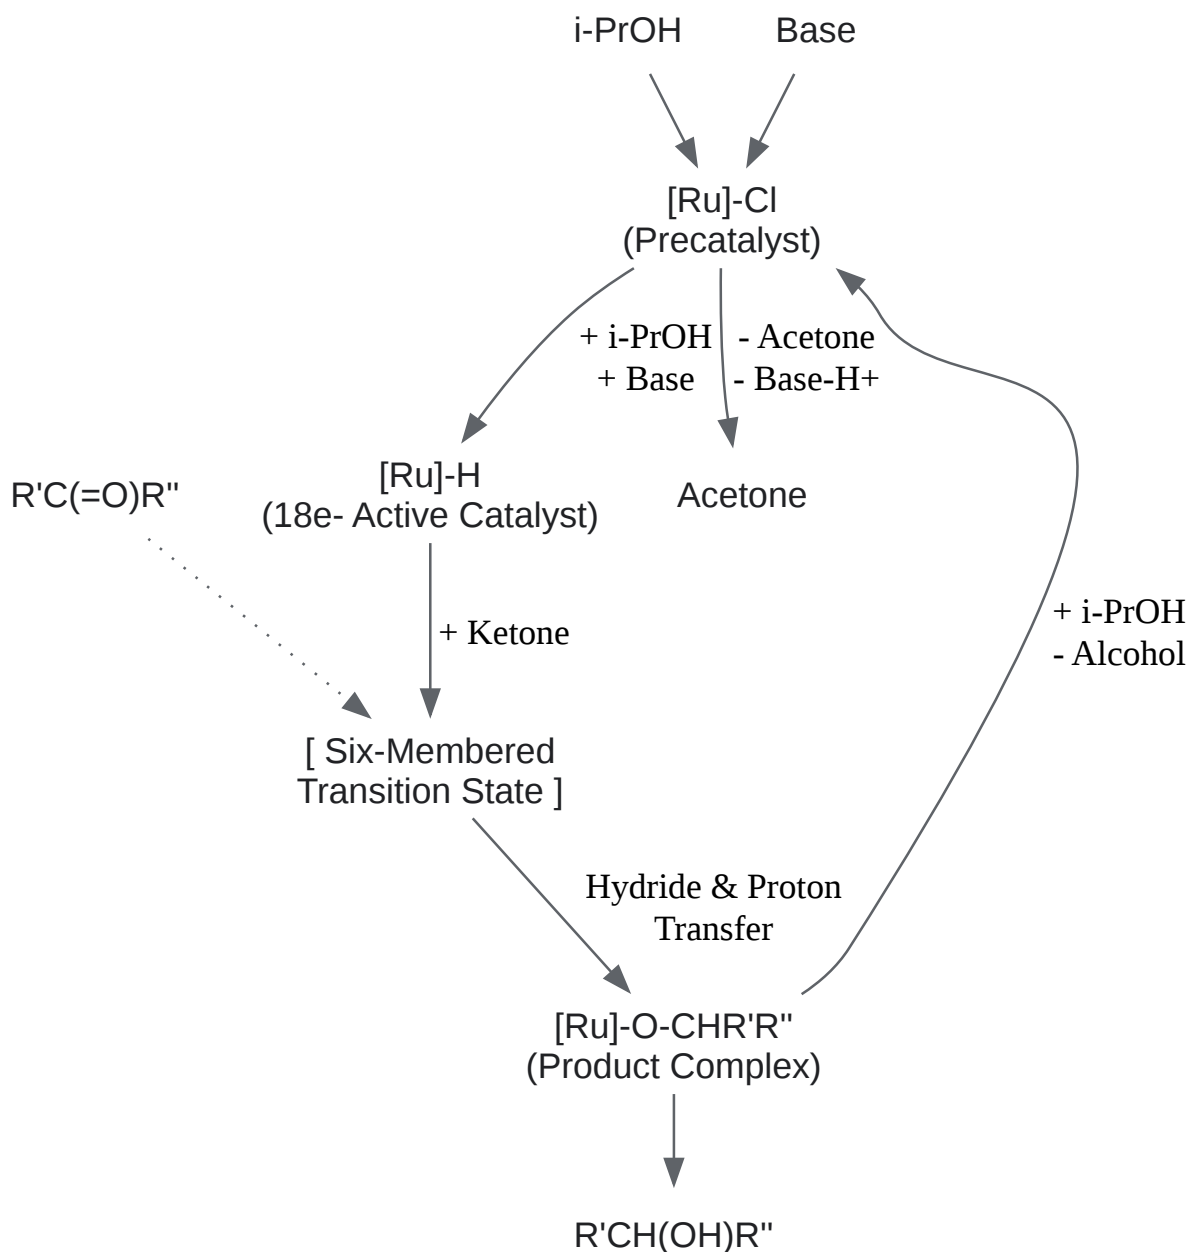 i-PrOH
Base
[Ru]-Cl
(Precatalyst)
+ i-PrOH
+ Base
- Acetone
- Base-H+
R'C(=O)R"
[Ru]-H
(18e- Active Catalyst)
Acetone
+ Ketone
+ i-PrOH
- Alcohol
[ Six-Membered
Transition State ]
Hydride & Proton
Transfer
[Ru]-O-CHR'R"
(Product Complex)
R'CH(OH)R"